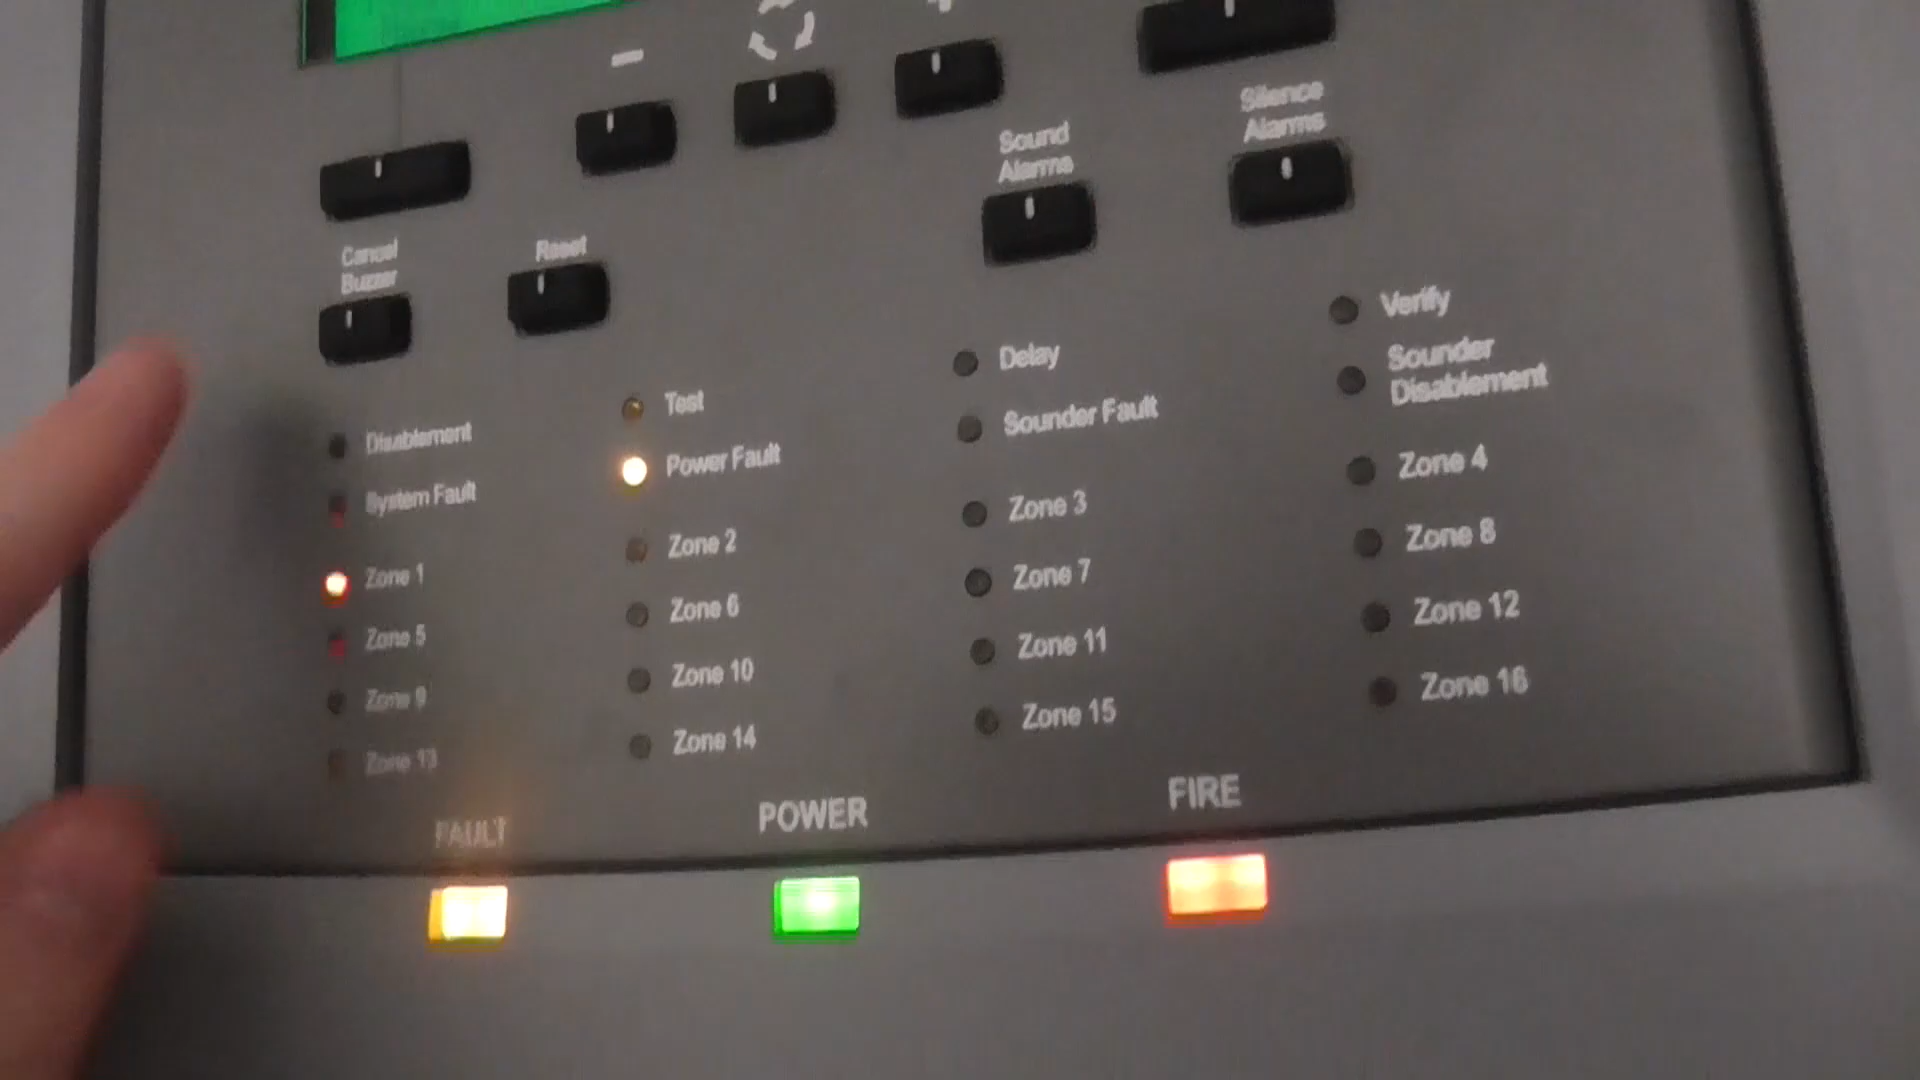 Silence
Alarms
Sound
Alarms
Cancel
Buzzer
Reset
Disablement
Test
Delay
Verify
System Fault
Power Fault
Sounder Fault
Sounder
Disablement
Zone 1
Zone 2
Zone 3
Zone 4
Zone 5
Zone 6
Zone 7
Zone 8
Zone 9
Zone 10
Zone 11
Zone 12
Zone 13
Zone 14
Zone 15
Zone 16
FAULT
POWER
FIRE